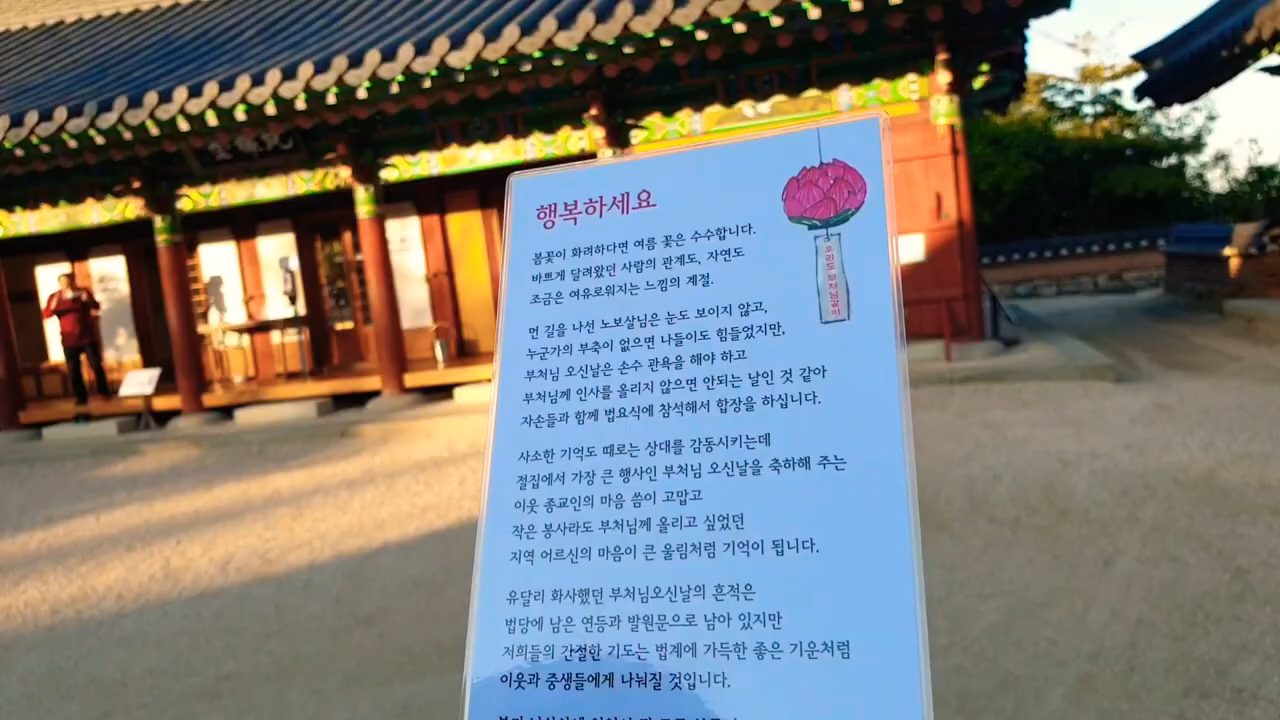 행복하세요
봄꽃이 화려하다면 여름 꽃은 수수합니다.
바쁘게 달려왔던 사람의 관계도, 자연도
조금은 여유로워지는 느낌의 계절.
먼 길을 나선 노보살님은 눈도 보이지 않고,
누군가의 부축이 없으면 나들이도 힘들었지만,
부처님 오신날은 손수 관욕을 해야 하고
부처님께 인사를 올리지 않으면 안되는 날인 것 같아
자손들과 함께 법요식에 참석해서 합장을 하십니다.
사소한 기억도 때로는 상대를 감동시키는데
절집에서 가장 큰 행사인 부처님 오신날을 축하해 주는
이웃 종교인의 마음 씀이 고맙고
작은 봉사라도 부처님께 올리고 싶었던
지역 어르신의 마음이 큰 울림처럼 기억이 됩니다.
유달리 화사했던 부처님오신날의 흔적은
법당에 남은 연등과 발원문으로 남아 있지만
저희들의 간절한 기도는 법계에 가득한 좋은 기운처럼
이웃과 중생들에게 나눠질 것입니다.
우리도 부처님같이